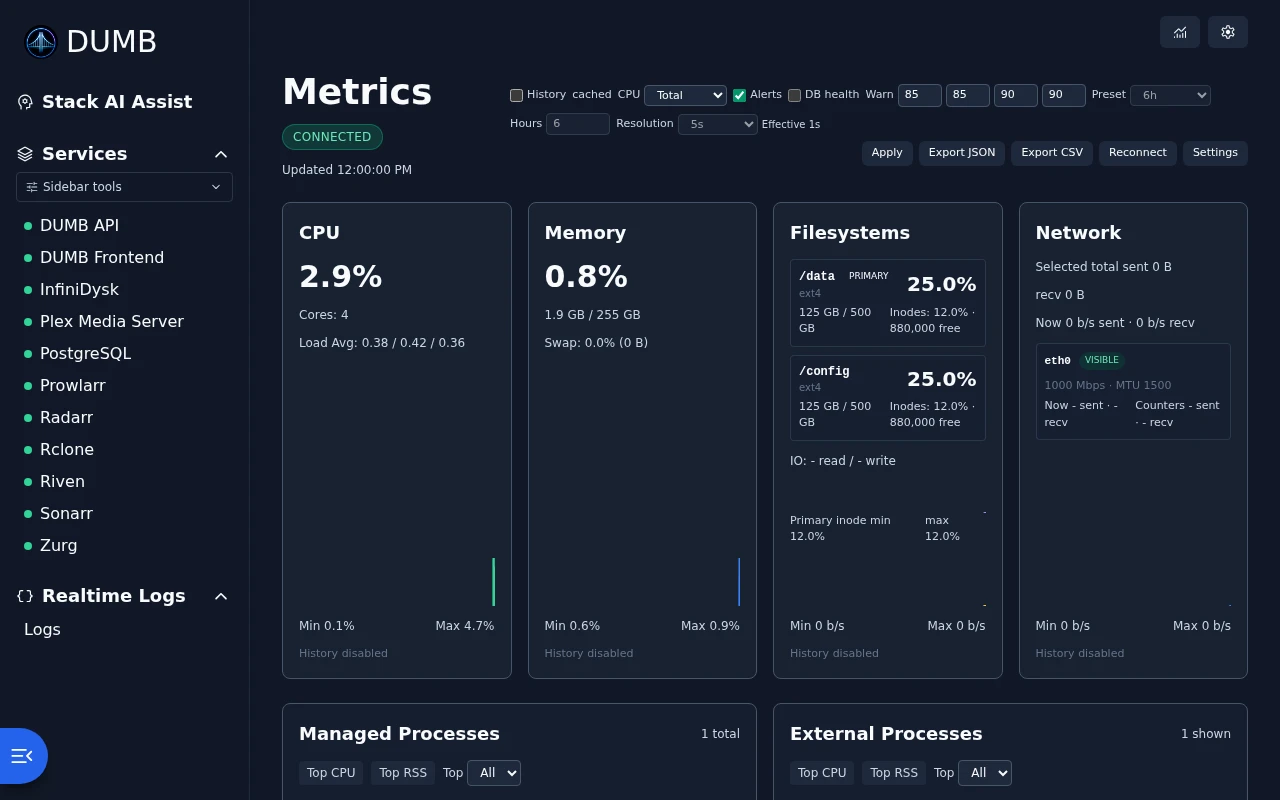 DUMB
Stack AI Assist
Services
Sidebar tools
DUMB API
DUMB Frontend
InfiniDysk
Plex Media Server
PostgreSQL
Prowlarr
Radarr
Rclone
Riven
Sonarr
Zurg
Realtime Logs
Logs
Metrics
CONNECTED
Updated 12:00:00 PM
History cached CPU Total Alerts DB health Warn 85 85 90 90 Preset 6h
Hours 6 Resolution 5s Effective 1s
Apply Export JSON Export CSV Reconnect Settings
CPU
2.9%
Cores: 4
Load Avg: 0.38 / 0.42 / 0.36
Min 0.1% Max 4.7%
History disabled
Memory
0.8%
1.9 GB / 255 GB
Swap: 0.0% (0 B)
Min 0.6% Max 0.9%
History disabled
Filesystems
/data PRIMARY 25.0%
ext4
125 GB / 500 GB
Inodes: 12.0% · 880,000 free
/config 25.0%
ext4
125 GB / 500 GB
Inodes: 12.0% · 880,000 free
IO: - read / - write
Primary inode min 12.0%
max 12.0%
Min 0 b/s Max 0 b/s
History disabled
Network
Selected total sent 0 B
recv 0 B
Now 0 b/s sent · 0 b/s recv
eth0 VISIBLE
1000 Mbps · MTU 1500
Now - sent · - recv
Counters - sent · - recv
Min 0 b/s Max 0 b/s
History disabled
Managed Processes 1 total
Top CPU Top RSS Top All
External Processes 1 shown
Top CPU Top RSS Top All